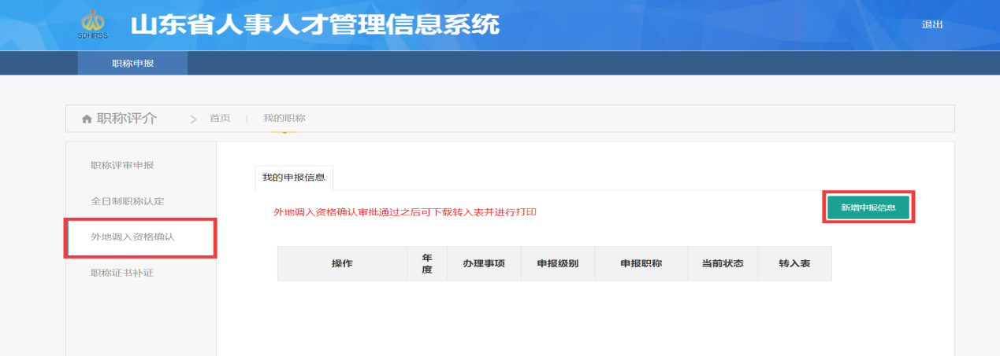 SDHRSS
山东省人事人才管理信息系统
退出
职称申报
职称评介 > 首页 | 我的职称
职称评审申报
全日制职称认定
外地调入资格确认
职称证书补证
我的申报信息
外地调入资格确认审批通过之后可下载转入表并进行打印
新增申报信息
操作 年度 办理事项 申报级别 申报职称 当前状态 转入表